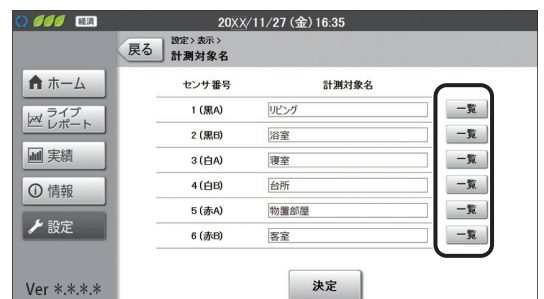 経済 20XX/11/27 (金) 16:35
戻る 設定>表示>
計測対象名
ホーム
ライブ
レポート
実績
情報
設定
Ver *.*.*.*
センサ番号 計測対象名
1 (黒A) リビング 一覧
2 (黒B) 浴室 一覧
3 (白A) 寝室 一覧
4 (白B) 台所 一覧
5 (赤A) 物置部屋 一覧
6 (赤B) 客室 一覧
決定